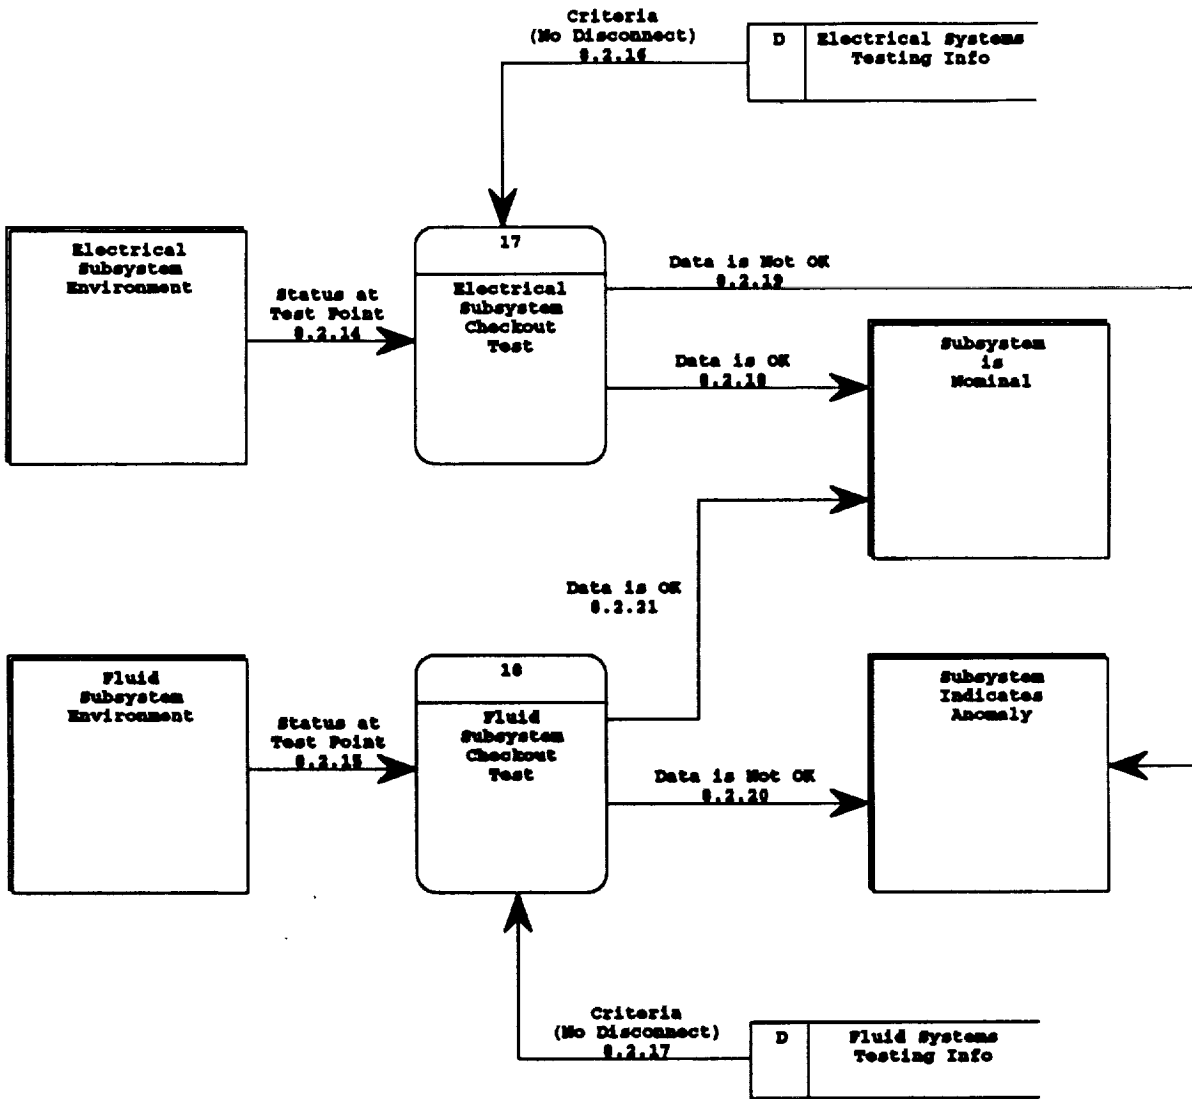 Criteria
(No Disconnect)
8.2.16
D
Electrical Systems
Testing Info
Electrical
Subsystem
Environment
Status at
Test Point
8.2.14
17
Electrical
Subsystem
Checkout
Test
Data is Not OK
8.2.19
Data is OK
8.2.18
Subsystem
is
Nominal
Data is OK
8.2.21
Fluid
Subsystem
Environment
Status at
Test Point
8.2.15
18
Fluid
Subsystem
Checkout
Test
Data is Not OK
8.2.20
Subsystem
Indicates
Anomaly
Criteria
(No Disconnect)
8.2.17
D
Fluid Systems
Testing Info